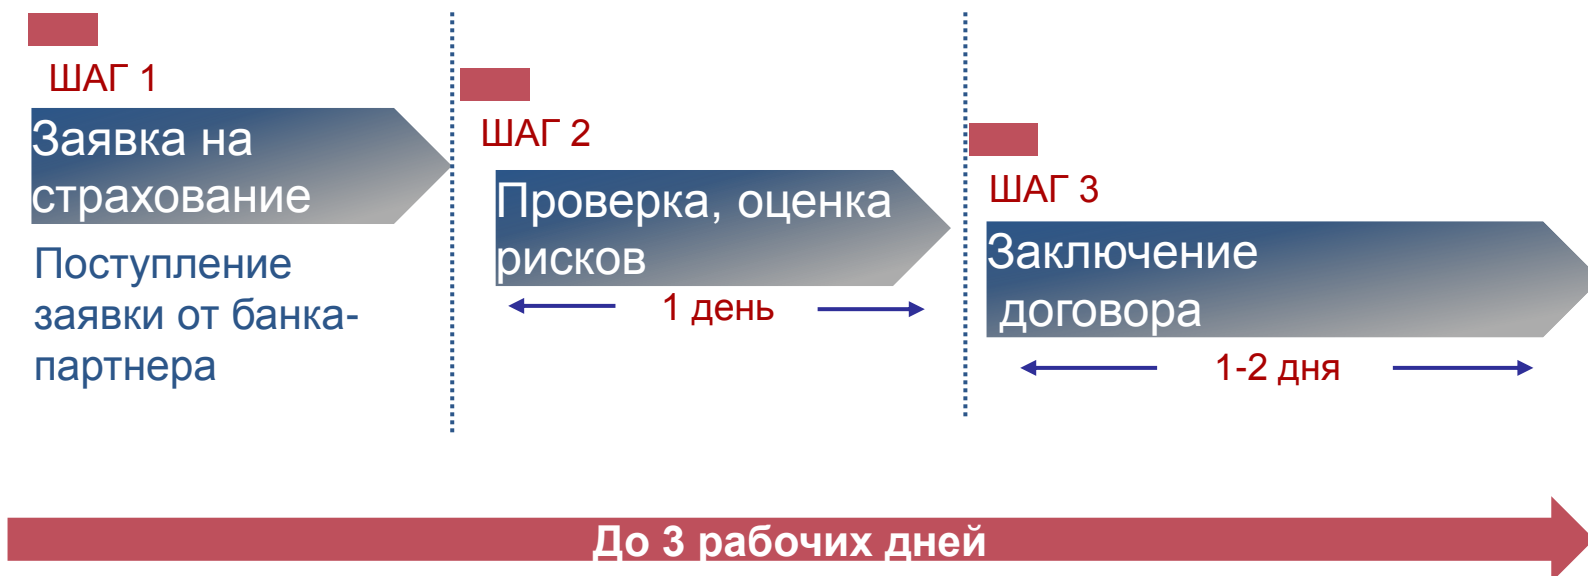 ШАГ 1
Заявка на
страхование
Поступление
заявки от банка-
партнера
ШАГ 2
Проверка, оценка
рисков
1 день
ШАГ 3
Заключение
договора
1-2 дня
До 3 рабочих дней